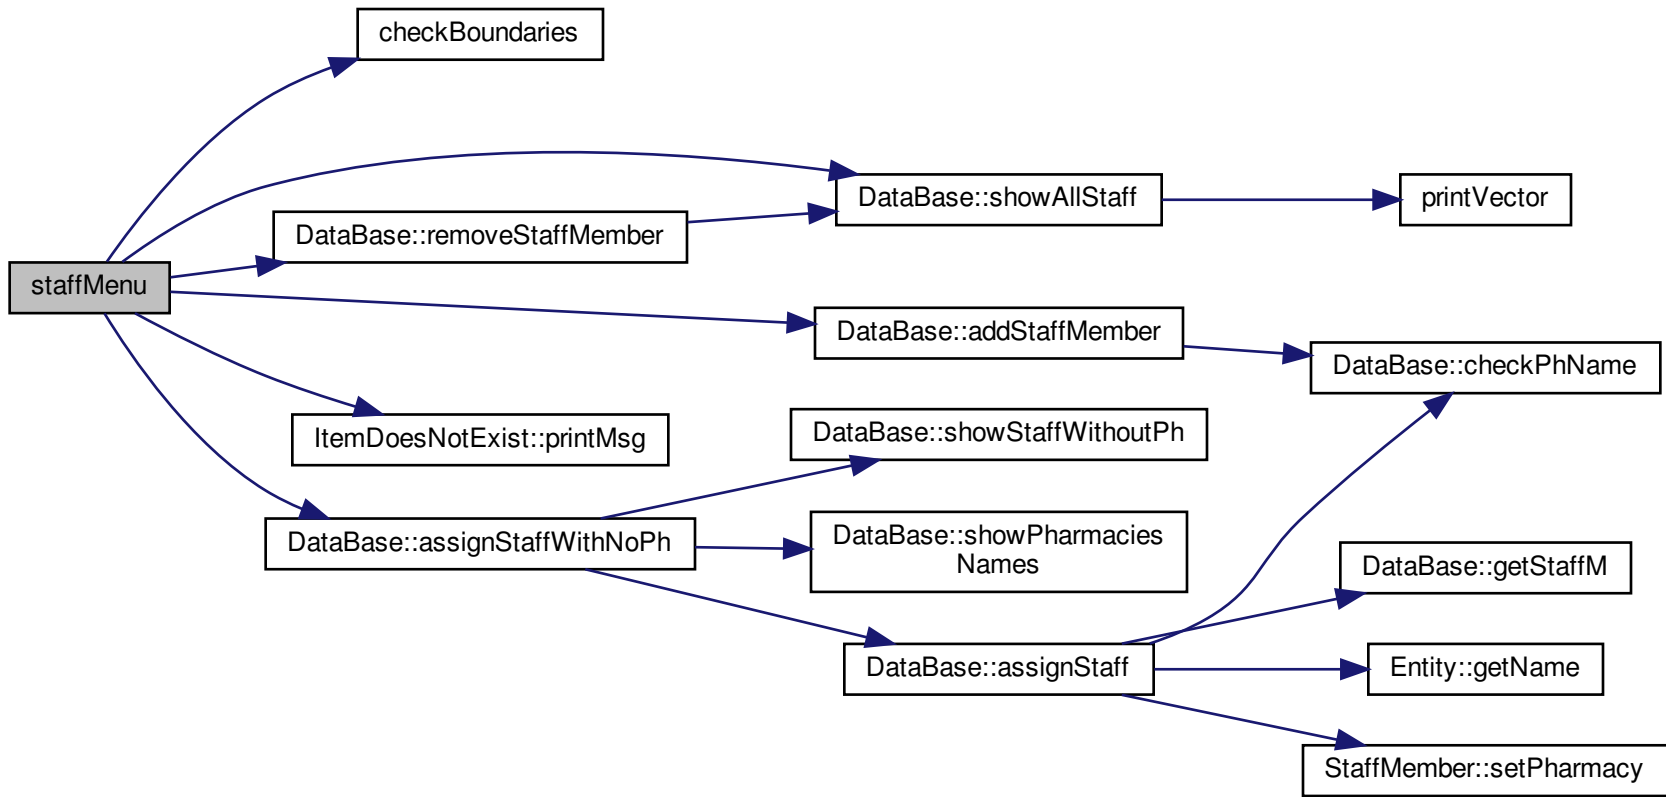 checkBoundaries
DataBase::showAllStaff
printVector
DataBase::removeStaffMember
staffMenu
DataBase::addStaffMember
DataBase::checkPhName
ItemDoesNotExist::printMsg
DataBase::showStaffWithoutPh
DataBase::assignStaffWithNoPh
DataBase::showPharmacies
Names
DataBase::getStaffM
DataBase::assignStaff
Entity::getName
StaffMember::setPharmacy